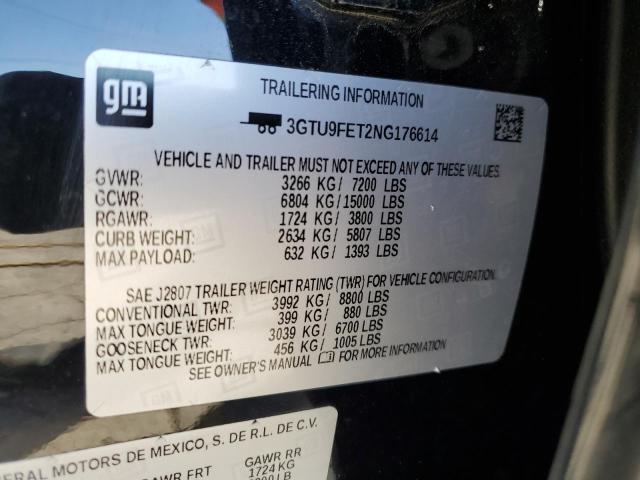 gm
TRAILERING INFORMATION
3GTU9FET2NG176614
VEHICLE AND TRAILER MUST NOT EXCEED ANY OF THESE VALUES.
GVWR: 3266 KG/ 7200 LBS
GCWR: 6804 KG/15000 LBS
RGAWR: 1724 KG/ 3800 LBS
CURB WEIGHT: 2634 KG/ 5807 LBS
MAX PAYLOAD: 632 KG/ 1393 LBS
SAE J2807 TRAILER WEIGHT RATING (TWR) FOR VEHICLE CONFIGURATION.
CONVENTIONAL TWR: 3992 KG/ 8800 LBS
MAX TONGUE WEIGHT: 399 KG/ 880 LBS
GOOSENECK TWR: 3039 KG/ 6700 LBS
MAX TONGUE WEIGHT: 456 KG/ 1005 LBS
SEE OWNER'S MANUAL FOR MORE INFORMATION
ERAL MOTORS DE MEXICO, S. DE R.L. DE C.V.
AWR FRT GAWR RR
1724 KG